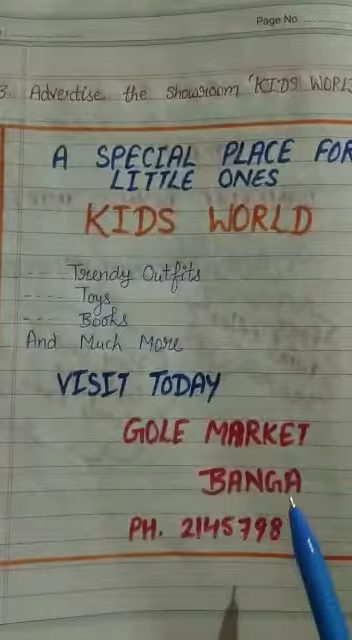 Page No.
3. Advertise the showroom 'KIDS WORL
A SPECIAL PLACE FOR
LITTLE ONES
KIDS WORLD
--- Trendy Outfits
---- Toys
--- Books
And Much More
VISIT TODAY
GOLE MARKET
BANGA
PH. 2145798